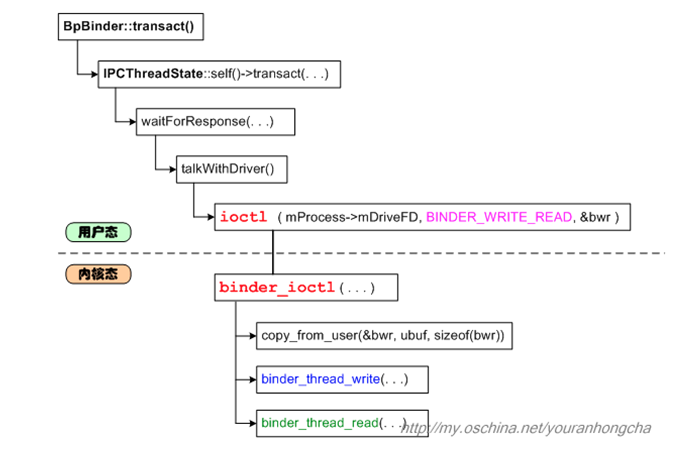 BpBinder::transact()
IPCThreadState::self()->transact(. . .)
waitForResponse(. . .)
talkWithDriver()
ioctl ( mProcess->mDriveFD, BINDER_WRITE_READ, &bwr )
用户态
内核态
binder_ioctl(. . .)
copy_from_user(&bwr, ubuf, sizeof(bwr))
binder_thread_write(. . .)
binder_thread_read(. . .)
http://my.oschina.net/youranhongcha